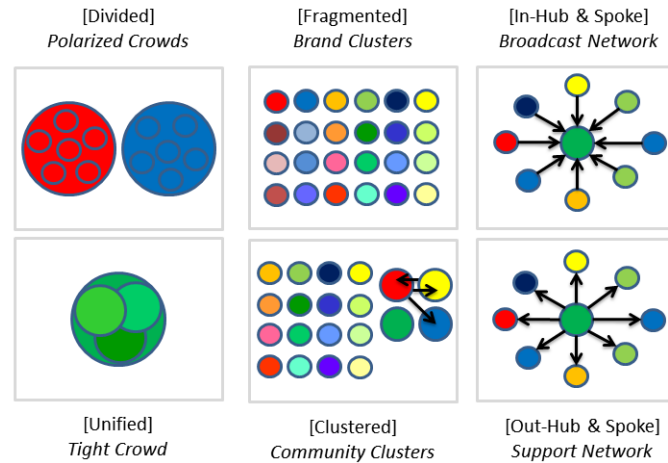 [Divided]
Polarized Crowds
[Fragmented]
Brand Clusters
[In-Hub & Spoke]
Broadcast Network
[Unified]
Tight Crowd
[Clustered]
Community Clusters
[Out-Hub & Spoke]
Support Network